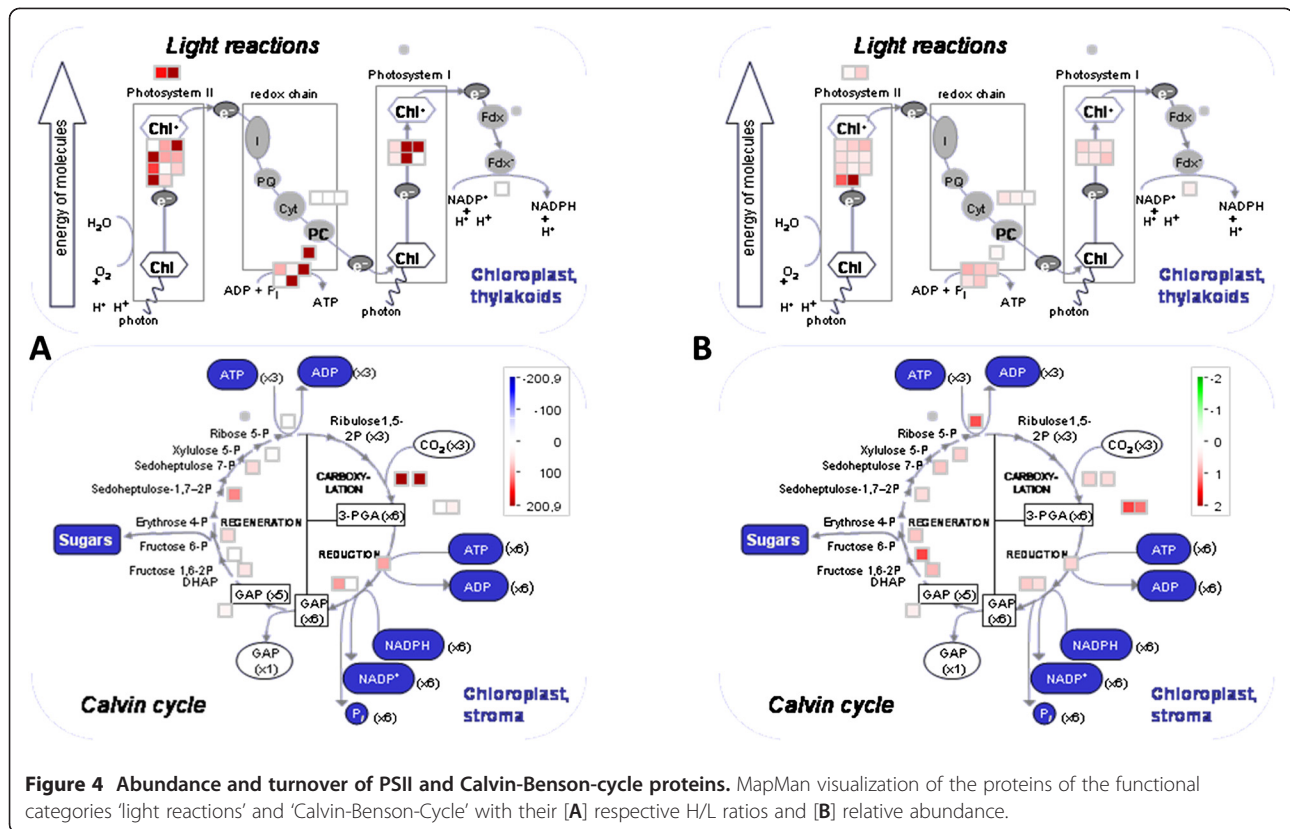 Light reactions
Photosystem II
redox chain
Photosystem I
energy of molecules
Chl*
e⁻
I
PQ
Cyt
PC
e⁻
e⁻
Chl
H₂O
O₂
+
H⁺ H⁺
photon
ADP + Pi
ATP
Chl*
e⁻
Chl
photon
e⁻
Fdx
Fdx*
NADP⁺
+
H⁺ H⁺
NADPH
+
H⁺
Chloroplast,
thylakoids
A
ATP (x3)
ADP (x3)
Ribulose1,5-
2P (x3)
CO₂(x3)
Ribose 5-P
Xylulose 5-P
Sedoheptulose 7-P
Sedoheptulose-1,7–2P
Erythrose 4-P
Fructose 6-P
Fructose 1,6-2P
DHAP
Sugars
CARBOXY-
LATION
REGENERATION
3-PGA (x6)
REDUCTION
ATP (x6)
ADP (x6)
GAP (x5)
GAP
(x6)
GAP
(x1)
NADPH (x6)
NADP⁺ (x6)
Pi (x6)
Calvin cycle
Chloroplast,
stroma
-200,9
-100
0
100
200,9
Light reactions
Photosystem II
redox chain
Photosystem I
energy of molecules
Chl*
e⁻
I
PQ
Cyt
PC
e⁻
e⁻
Chl
H₂O
O₂
+
H⁺ H⁺
photon
ADP + Pi
ATP
Chl*
e⁻
Chl
photon
e⁻
Fdx
Fdx*
NADP⁺
+
H⁺ H⁺
NADPH
+
H⁺
Chloroplast,
thylakoids
B
ATP (x3)
ADP (x3)
Ribulose1,5-
2P (x3)
CO₂(x3)
Ribose 5-P
Xylulose 5-P
Sedoheptulose 7-P
Sedoheptulose-1,7–2P
Erythrose 4-P
Fructose 6-P
Fructose 1,6-2P
DHAP
Sugars
CARBOXY-
LATION
REGENERATION
3-PGA (x6)
REDUCTION
ATP (x6)
ADP (x6)
GAP (x5)
GAP
(x6)
GAP
(x1)
NADPH (x6)
NADP⁺ (x6)
Pi (x6)
Calvin cycle
Chloroplast,
stroma
-2
-1
0
1
2
Figure 4 Abundance and turnover of PSII and Calvin-Benson-cycle proteins. MapMan visualization of the proteins of the functional
categories ‘light reactions’ and ‘Calvin-Benson-Cycle’ with their [A] respective H/L ratios and [B] relative abundance.